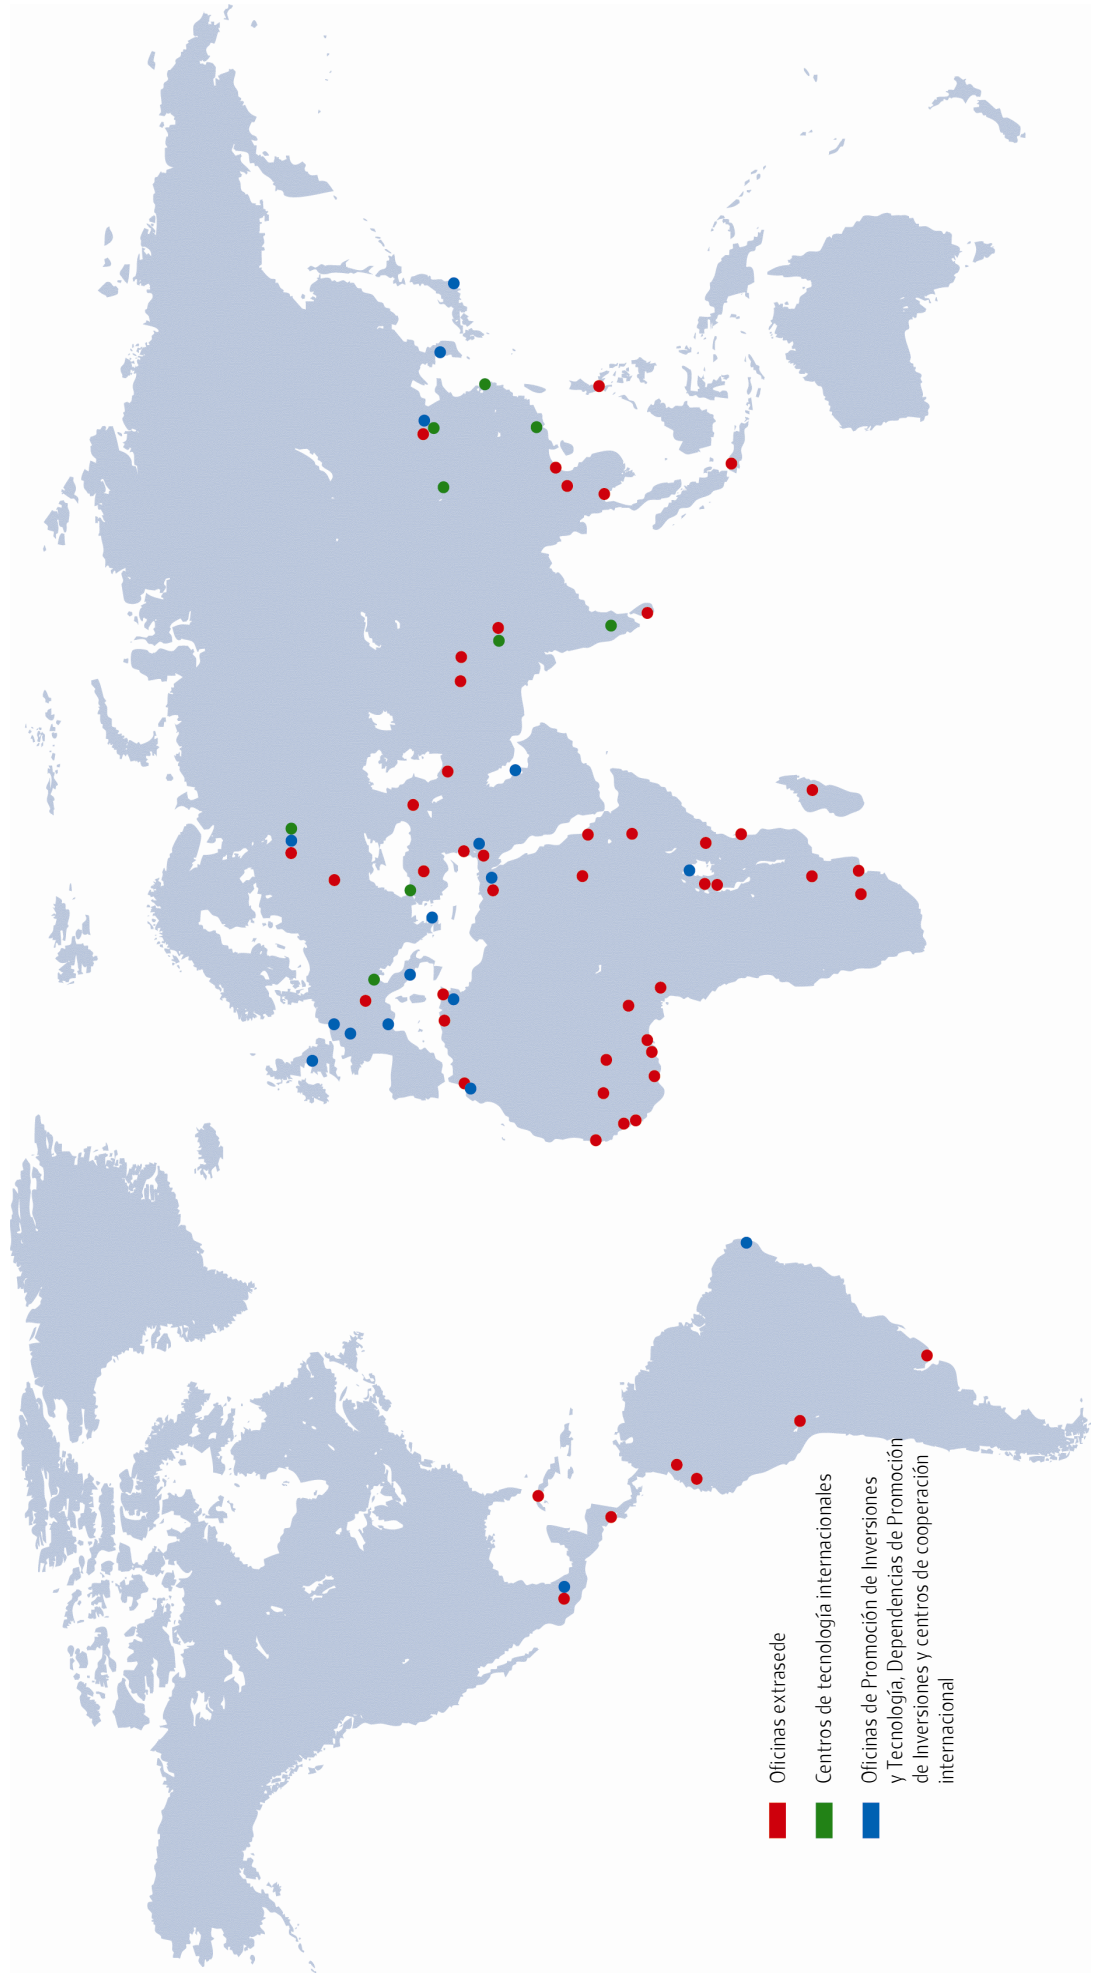 Oficinas extrasede
Centros de tecnología internacionales
Oficinas de Promoción de Inversiones
y Tecnología, Dependencias de Promoción
de Inversiones y centros de cooperación
internacional